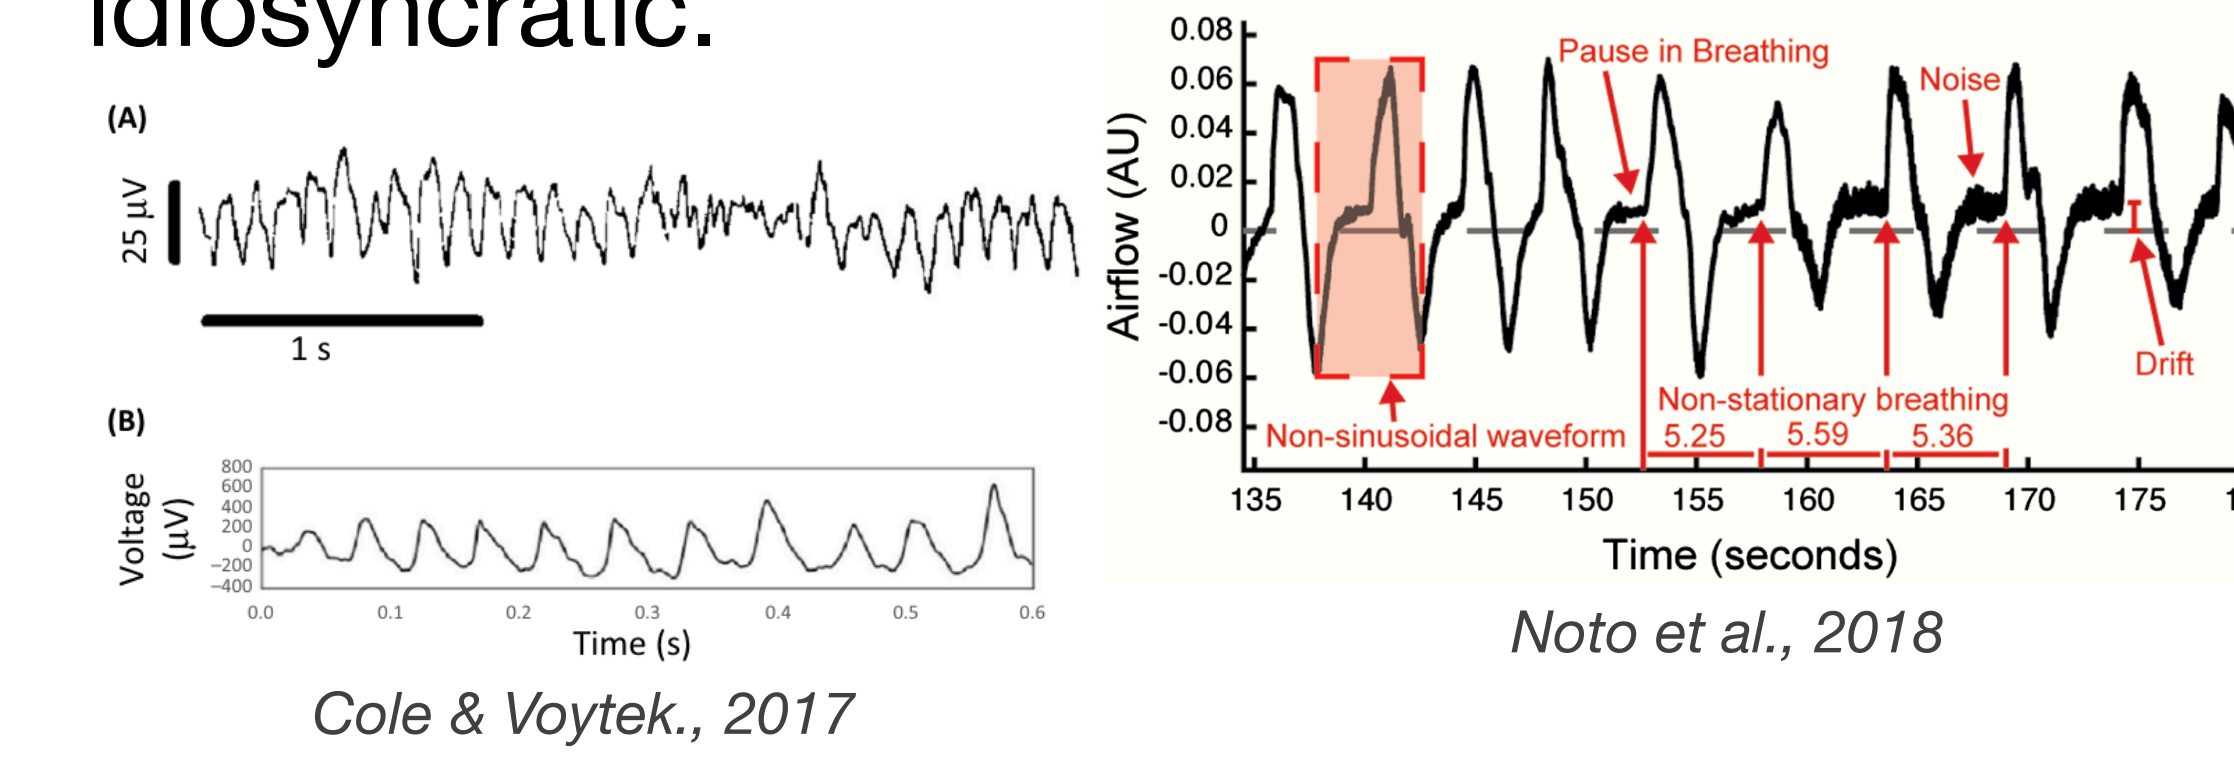 idiosyncratic.
(A)
25 µV
1 s
(B)
Voltage
(µV)
800
600
400
200
0
−200
−400
0.0 0.1 0.2 0.3 0.4 0.5 0.6
Time (s)
Cole & Voytek., 2017
Airflow (AU)
0.08
0.06
0.04
0.02
0
-0.02
-0.04
-0.06
-0.08
Pause in Breathing
Noise
Drift
Non-stationary breathing
Non-sinusoidal waveform
5.25 5.59 5.36
135 140 145 150 155 160 165 170 175 1
Time (seconds)
Noto et al., 2018